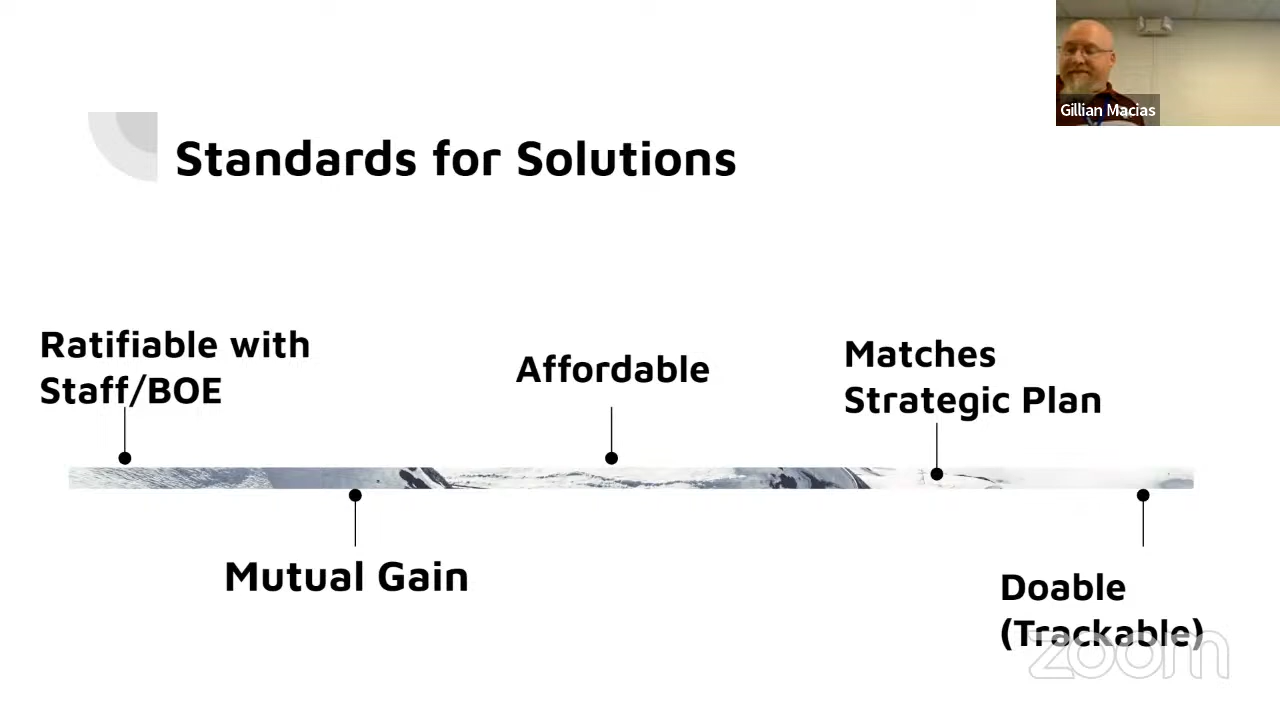 Gillian Macias
Standards for Solutions
Ratifiable with
Staff/BOE
Affordable
Matches
Strategic Plan
Mutual Gain
Doable
(Trackable)
zoom